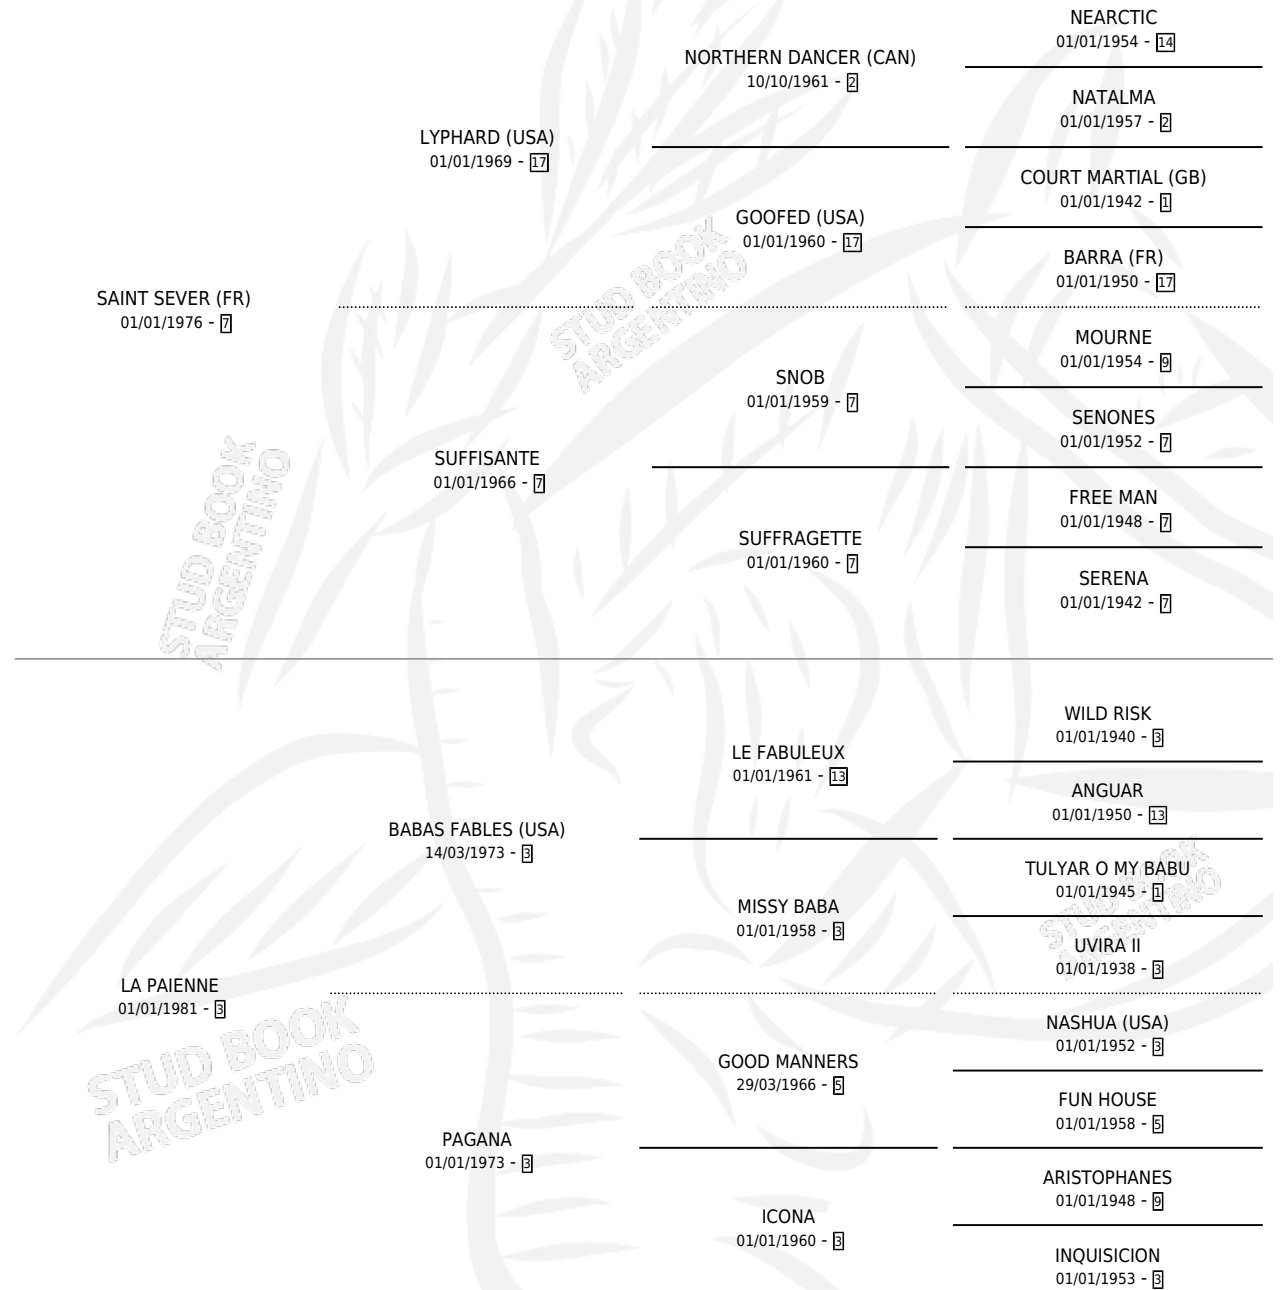 NEARCTIC
01/01/1954 - 14
NORTHERN DANCER (CAN)
10/10/1961 - 2
NATALMA
01/01/1957 - 2
LYPHARD (USA)
01/01/1969 - 17
COURT MARTIAL (GB)
01/01/1942 - 1
GOOFED (USA)
01/01/1960 - 17
BARRA (FR)
01/01/1950 - 17
SAINT SEVER (FR)
01/01/1976 - 7
MOURNE
01/01/1954 - 9
SNOB
01/01/1959 - 7
SENONES
01/01/1952 - 7
SUFFISANTE
01/01/1966 - 7
FREE MAN
01/01/1948 - 7
SUFFRAGETTE
01/01/1960 - 7
SERENA
01/01/1942 - 7
WILD RISK
01/01/1940 - 3
LE FABULEUX
01/01/1961 - 13
ANGUAR
01/01/1950 - 13
BABAS FABLES (USA)
14/03/1973 - 3
TULYAR O MY BABU
01/01/1945 - 1
MISSY BABA
01/01/1958 - 3
UVIRA II
01/01/1938 - 3
LA PAIENNE
01/01/1981 - 3
NASHUA (USA)
01/01/1952 - 3
GOOD MANNERS
29/03/1966 - 5
FUN HOUSE
01/01/1958 - 5
PAGANA
01/01/1973 - 3
ARISTOPHANES
01/01/1948 - 9
ICONA
01/01/1960 - 3
INQUISICION
01/01/1953 - 3
STUD BOOK
ARGENTINO
STUD BOOK
ARGENTINO
STUD BOOK
ARGENTINO
STUD BOOK
ARGENTINO